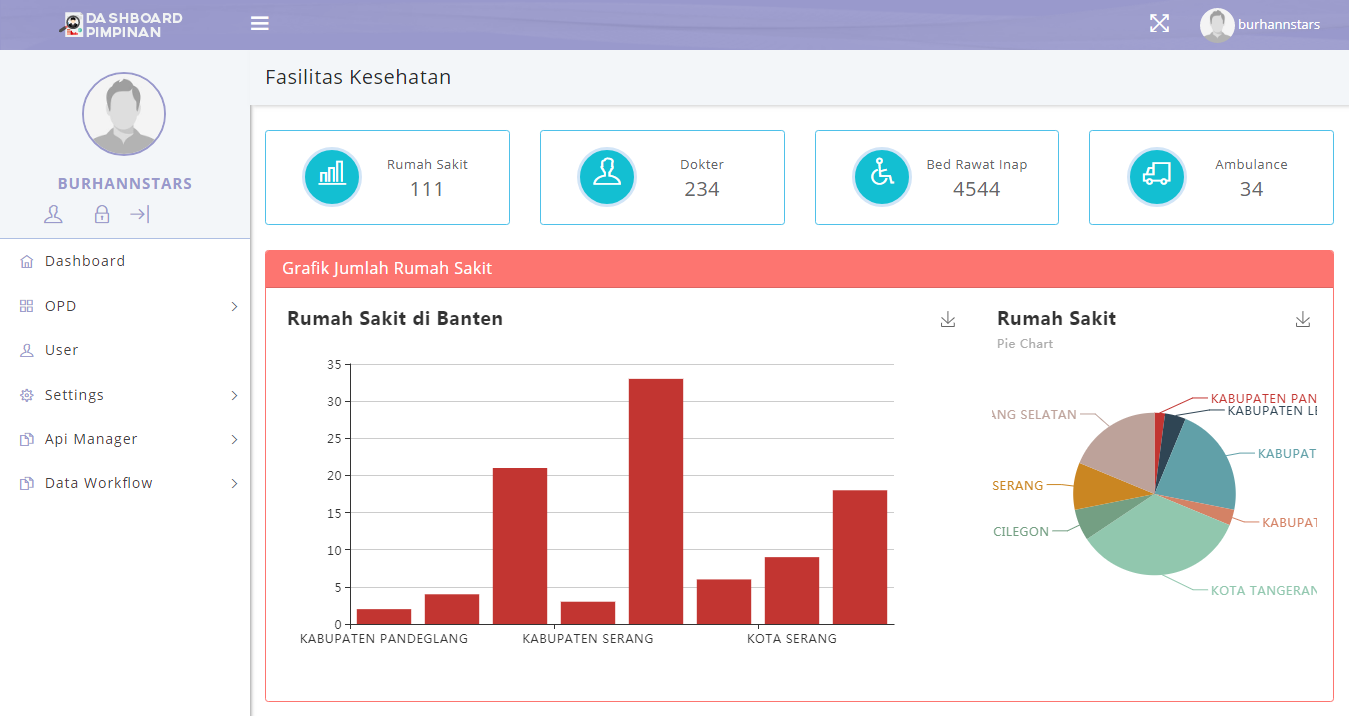 DASHBOARD
PIMPINAN
burhannstars
BURHANNSTARS
Dashboard
OPD
User
Settings
Api Manager
Data Workflow
Fasilitas Kesehatan
Rumah Sakit
111
Dokter
234
Bed Rawat Inap
4544
Ambulance
34
Grafik Jumlah Rumah Sakit
Rumah Sakit di Banten
35
30
25
20
15
10
5
0
KABUPATEN PANDEGLANG
KABUPATEN SERANG
KOTA SERANG
Rumah Sakit
Pie Chart
KABUPATEN PAN
KABUPATEN LE
ANG SELATAN
KABUPAT
SERANG
KABUPAT
CILEGON
KOTA TANGERAN